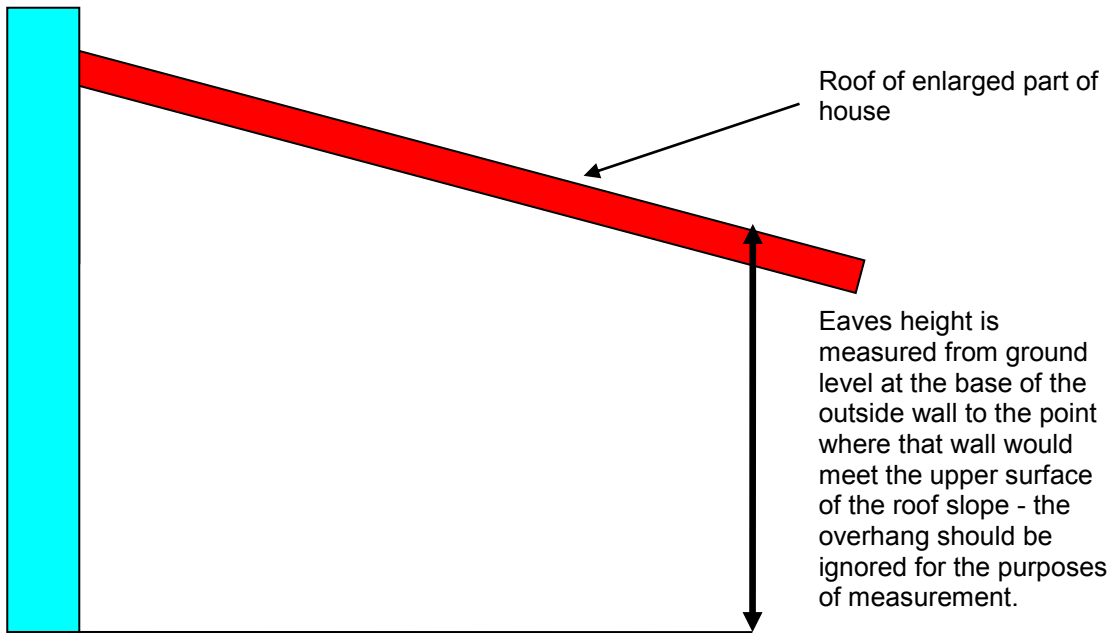 Roof of enlarged part of
house
Eaves height is
measured from ground
level at the base of the
outside wall to the point
where that wall would
meet the upper surface
of the roof slope - the
overhang should be
ignored for the purposes
of measurement.